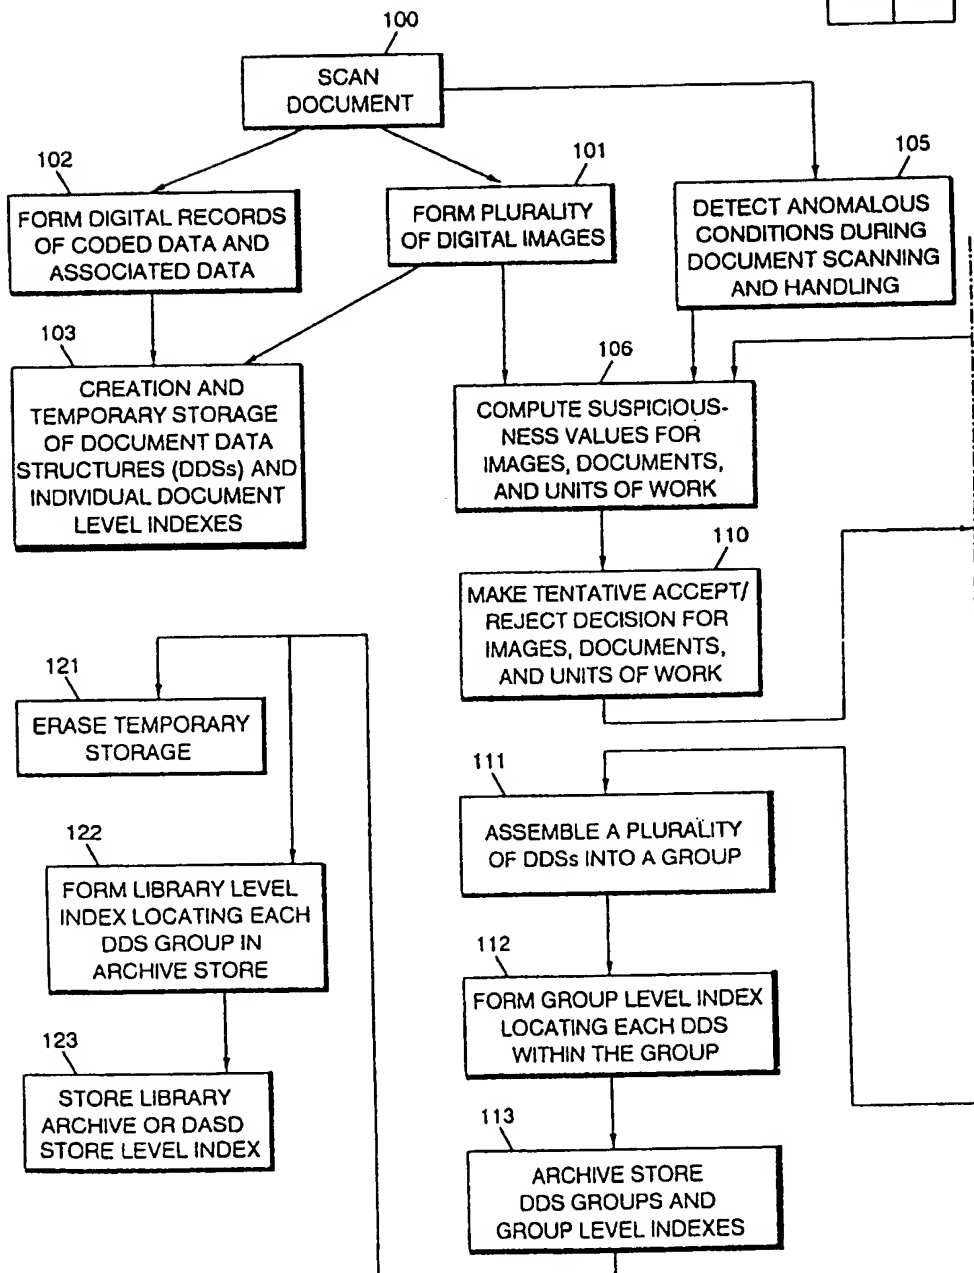 100
SCAN
DOCUMENT
102
FORM DIGITAL RECORDS
OF CODED DATA AND
ASSOCIATED DATA
101
FORM PLURALITY
OF DIGITAL IMAGES
105
DETECT ANOMALOUS
CONDITIONS DURING
DOCUMENT SCANNING
AND HANDLING
103
CREATION AND
TEMPORARY STORAGE
OF DOCUMENT DATA
STRUCTURES (DDSs) AND
INDIVIDUAL DOCUMENT
LEVEL INDEXES
106
COMPUTE SUSPICIOUS-
NESS VALUES FOR
IMAGES, DOCUMENTS,
AND UNITS OF WORK
110
MAKE TENTATIVE ACCEPT/
REJECT DECISION FOR
IMAGES, DOCUMENTS,
AND UNITS OF WORK
121
ERASE TEMPORARY
STORAGE
111
ASSEMBLE A PLURALITY
OF DDSs INTO A GROUP
122
FORM LIBRARY LEVEL
INDEX LOCATING EACH
DDS GROUP IN
ARCHIVE STORE
112
FORM GROUP LEVEL INDEX
LOCATING EACH DDS
WITHIN THE GROUP
123
STORE LIBRARY
ARCHIVE OR DASD
STORE LEVEL INDEX
113
ARCHIVE STORE
DDS GROUPS AND
GROUP LEVEL INDEXES